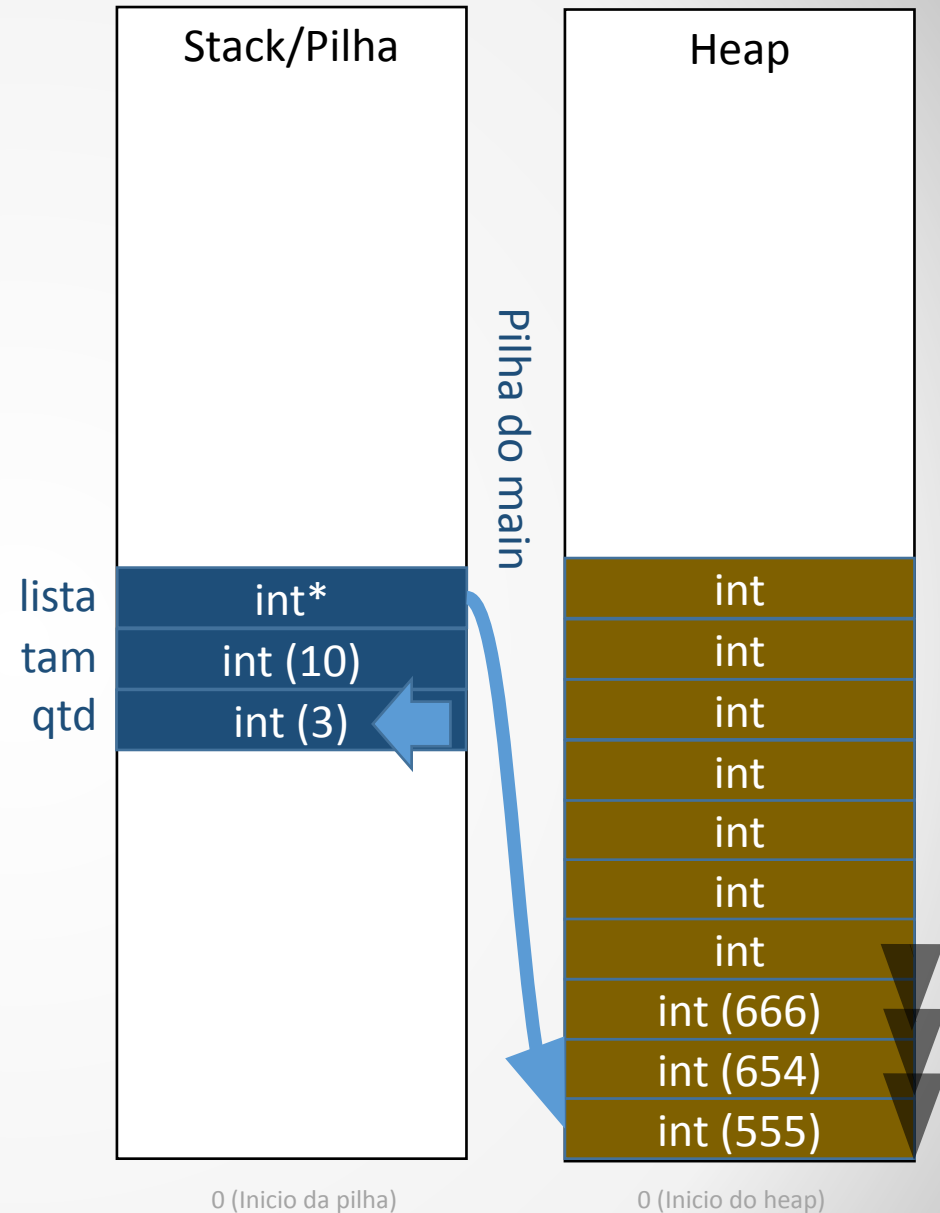 Stack/Pilha
lista
int*
tam
int (10)
qtd
int (3)
0 (Inicio da pilha)
Pilha do main
Heap
int
int
int
int
int
int
int
int (666)
int (654)
int (555)
0 (Inicio do heap)